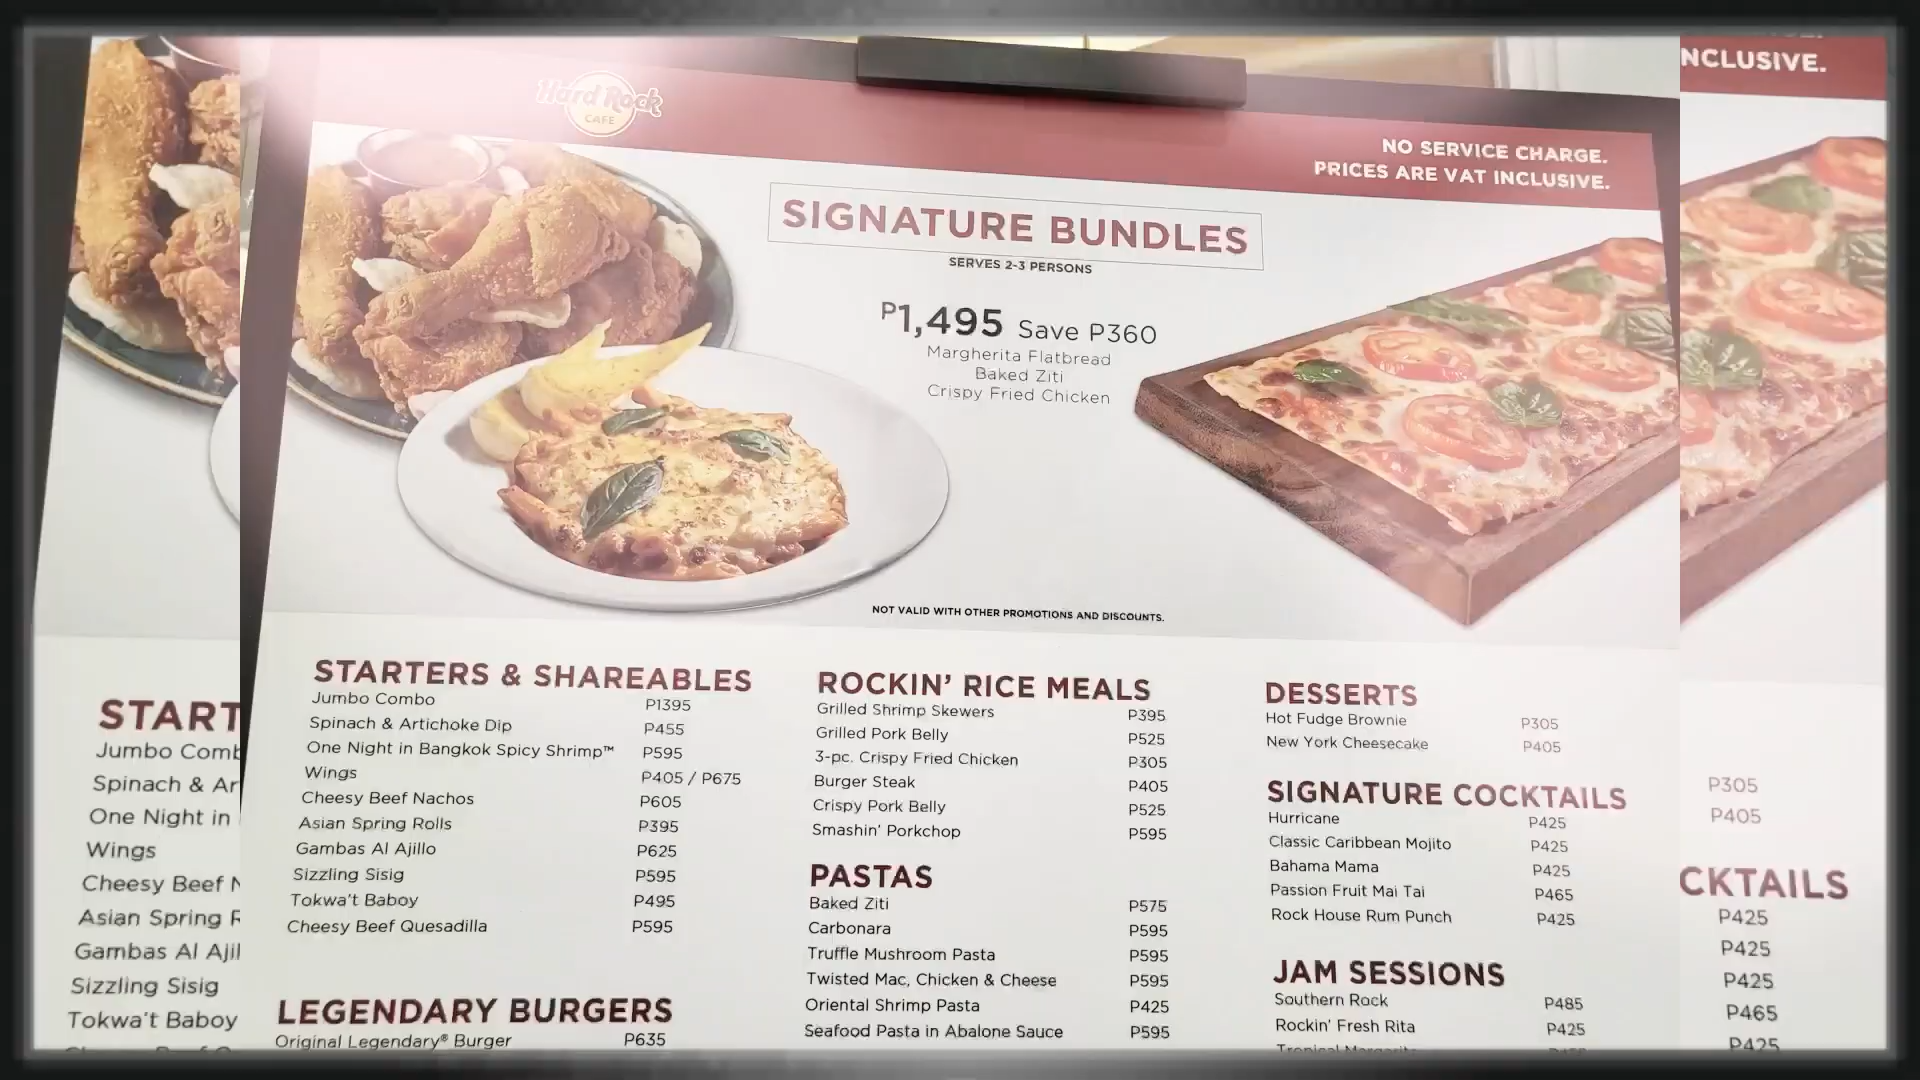 Hard Rock
CAFE
NO SERVICE CHARGE.
PRICES ARE VAT INCLUSIVE.
SIGNATURE BUNDLES
SERVES 2-3 PERSONS
P1,495 Save P360
Margherita Flatbread
Baked Ziti
Crispy Fried Chicken
NOT VALID WITH OTHER PROMOTIONS AND DISCOUNTS.
STARTERS & SHAREABLES
Jumbo Combo P1395
Spinach & Artichoke Dip P455
One Night in Bangkok Spicy Shrimp™ P595
Wings P405 / P675
Cheesy Beef Nachos P605
Asian Spring Rolls P395
Gambas Al Ajillo P625
Sizzling Sisig P595
Tokwa't Baboy P495
Cheesy Beef Quesadilla P595
LEGENDARY BURGERS
Original Legendary® Burger P635
ROCKIN' RICE MEALS
Grilled Shrimp Skewers P395
Grilled Pork Belly P525
3-pc. Crispy Fried Chicken P305
Burger Steak P405
Crispy Pork Belly P525
Smashin' Porkchop P595
PASTAS
Baked Ziti P575
Carbonara P595
Truffle Mushroom Pasta P595
Twisted Mac, Chicken & Cheese P595
Oriental Shrimp Pasta P425
Seafood Pasta in Abalone Sauce P595
DESSERTS
Hot Fudge Brownie P305
New York Cheesecake P405
SIGNATURE COCKTAILS
Hurricane P425
Classic Caribbean Mojito P425
Bahama Mama P425
Passion Fruit Mai Tai P465
Rock House Rum Punch P425
JAM SESSIONS
Southern Rock P485
Rockin' Fresh Rita P425
START
Jumbo Comb
Spinach & Ar
One Night in
Wings
Cheesy Beef N
Asian Spring R
Gambas Al Ajil
Sizzling Sisig
Tokwa't Baboy
NCLUSIVE.
P305
P405
CKTAILS
P425
P425
P425
P465
P425